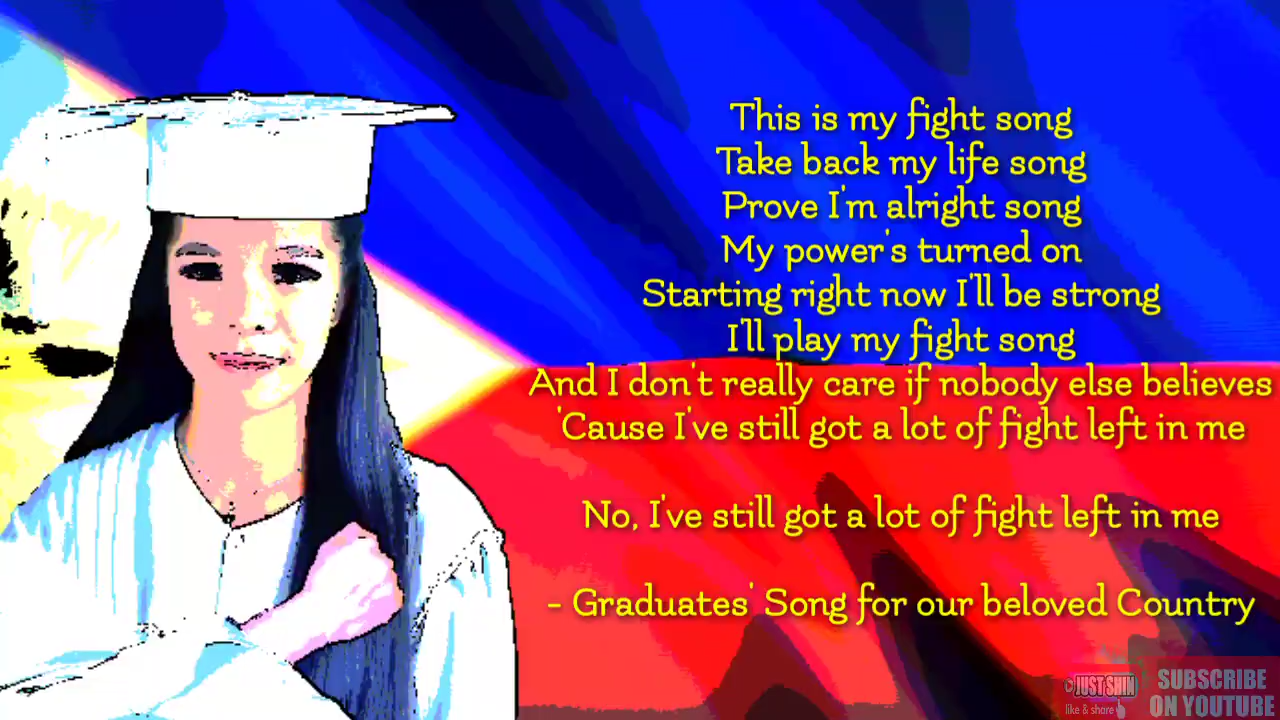 This is my fight song
Take back my life song
Prove I'm alright song
My power's turned on
Starting right now I'll be strong
I'll play my fight song
And I don't really care if nobody else believes
'Cause I've still got a lot of fight left in me
No, I've still got a lot of fight left in me
- Graduates' Song for our beloved Country
JUST SHIN
like & share
SUBSCRIBE
ON YOUTUBE